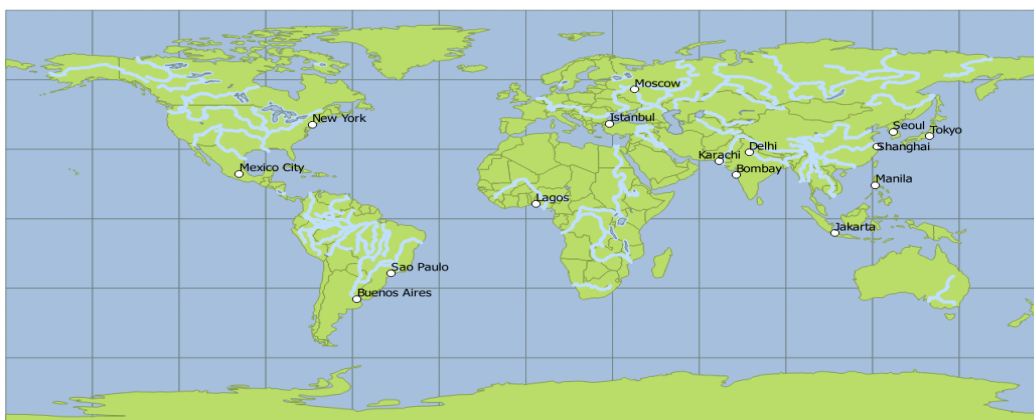 Moscow
New York
Istanbul
Seoul
Tokyo
Delhi
Shanghai
Karachi
Mexico City
Bombay
Manila
Lagos
Jakarta
Sao Paulo
Buenos Aires